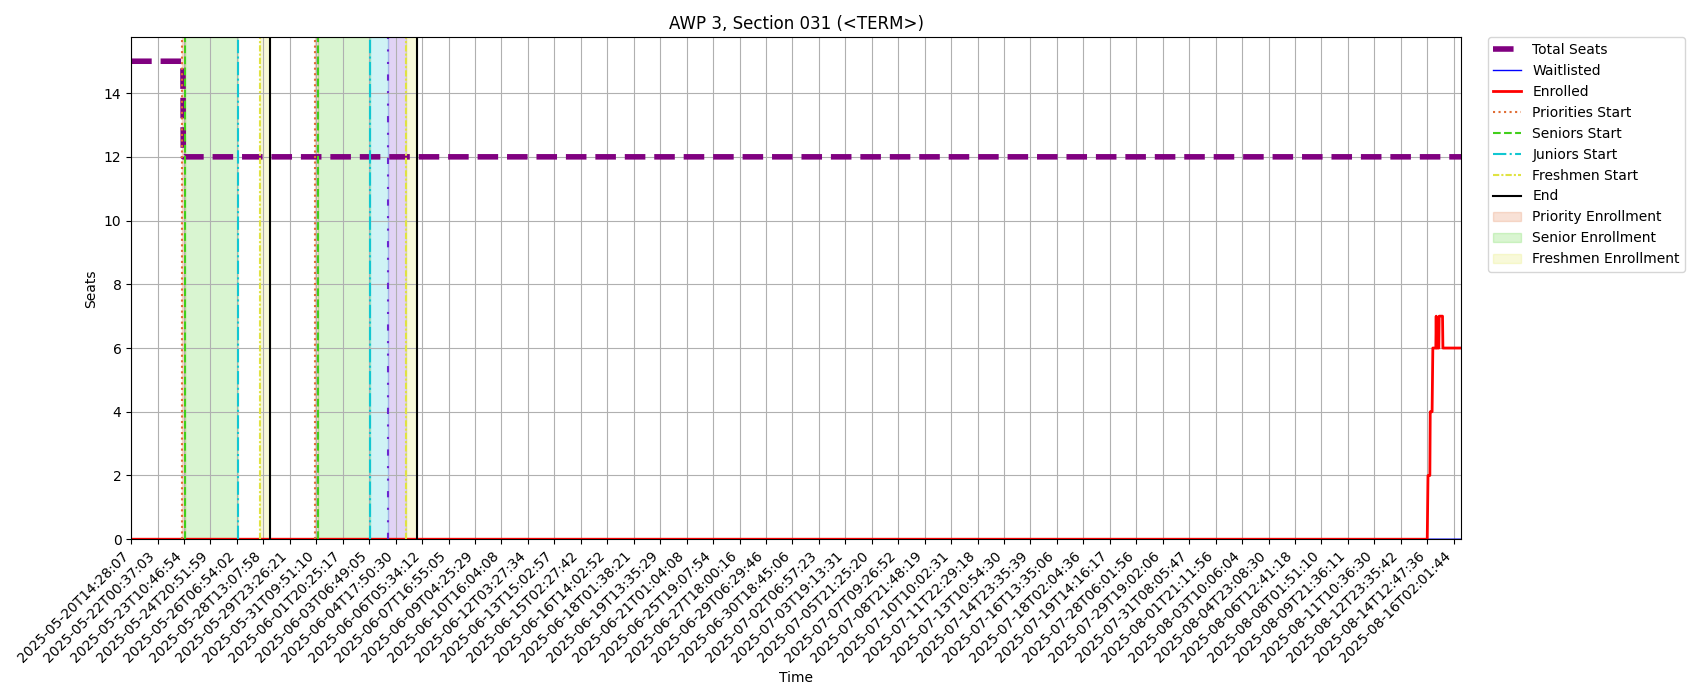 AWP 3, Section 031 (<TERM>)
Total Seats
Waitlisted
Enrolled
Priorities Start
Seniors Start
Juniors Start
Freshmen Start
End
Priority Enrollment
Senior Enrollment
Freshmen Enrollment
Seats
14
12
10
8
6
4
2
0
2025-05-20T14:28:07
2025-05-22T00:37:03
2025-05-23T10:46:54
2025-05-24T20:51:59
2025-05-26T06:54:02
2025-05-28T13:07:58
2025-05-29T23:26:21
2025-05-31T09:51:10
2025-06-01T20:25:17
2025-06-03T06:49:05
2025-06-04T17:50:30
2025-06-06T05:34:12
2025-06-07T16:55:05
2025-06-09T04:25:29
2025-06-10T16:04:08
2025-06-12T03:27:34
2025-06-13T15:02:57
2025-06-15T02:27:42
2025-06-16T14:02:52
2025-06-18T01:38:21
2025-06-19T13:35:29
2025-06-21T01:04:08
2025-06-25T19:07:54
2025-06-27T18:00:16
2025-06-29T06:29:46
2025-06-30T18:45:06
2025-07-02T06:57:23
2025-07-03T19:13:31
2025-07-05T21:25:20
2025-07-07T09:26:52
2025-07-08T21:48:19
2025-07-10T10:02:31
2025-07-11T22:29:18
2025-07-13T10:54:30
2025-07-14T23:35:39
2025-07-16T13:35:06
2025-07-18T02:04:36
2025-07-19T14:16:17
2025-07-28T06:01:56
2025-07-29T19:02:06
2025-07-31T08:05:47
2025-08-01T21:11:56
2025-08-03T10:06:04
2025-08-04T23:08:30
2025-08-06T12:41:18
2025-08-08T01:51:10
2025-08-09T21:36:11
2025-08-11T10:36:30
2025-08-12T23:35:42
2025-08-14T12:47:36
2025-08-16T02:01:44
Time